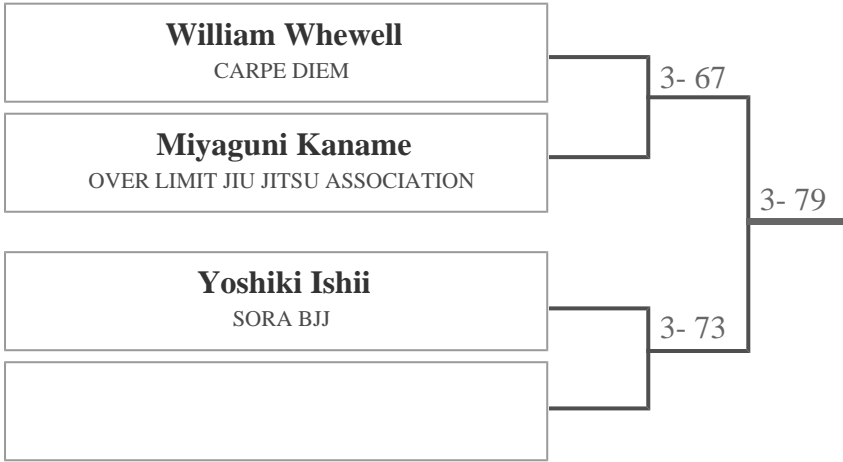 William Whewell
CARPE DIEM
3- 67
Miyaguni Kaname
OVER LIMIT JIU JITSU ASSOCIATION
3- 79
Yoshiki Ishii
SORA BJJ
3- 73